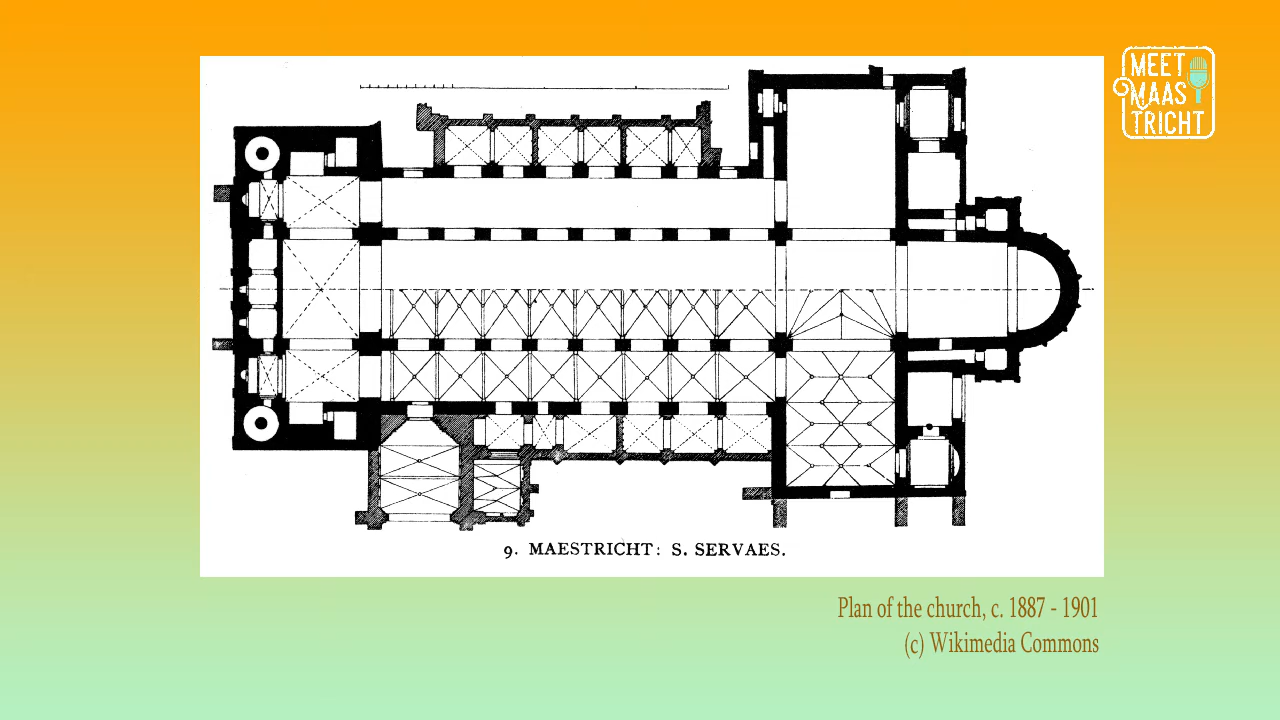 MEET
MAAS
TRICHT
9. MAESTRICHT: S. SERVAES.
Plan of the church, c. 1887 - 1901
(c) Wikimedia Commons